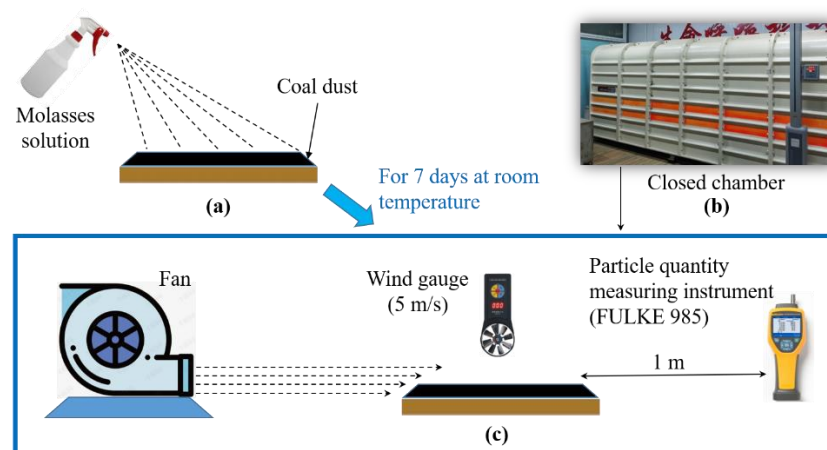 Molasses
solution
Coal dust
(a)
For 7 days at room
temperature
Closed chamber
(b)
Fan
Wind gauge
(5 m/s)
Particle quantity
measuring instrument
(FULKE 985)
1 m
(c)